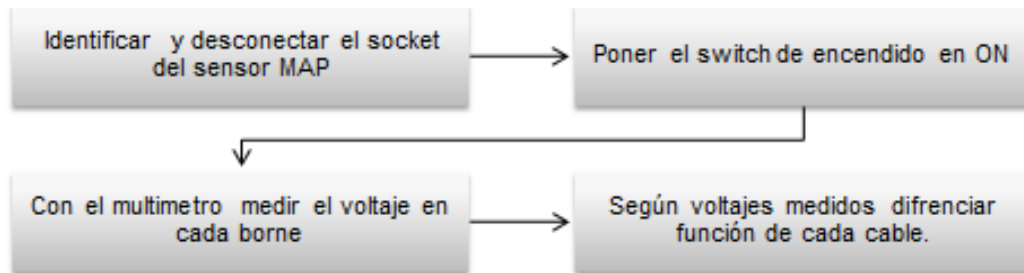 Identificar y desconectar el socket
del sensor MAP
Poner el switch de encendido en ON
Con el multimetro medir el voltaje en
cada borne
Según voltajes medidos difrenciar
función de cada cable.